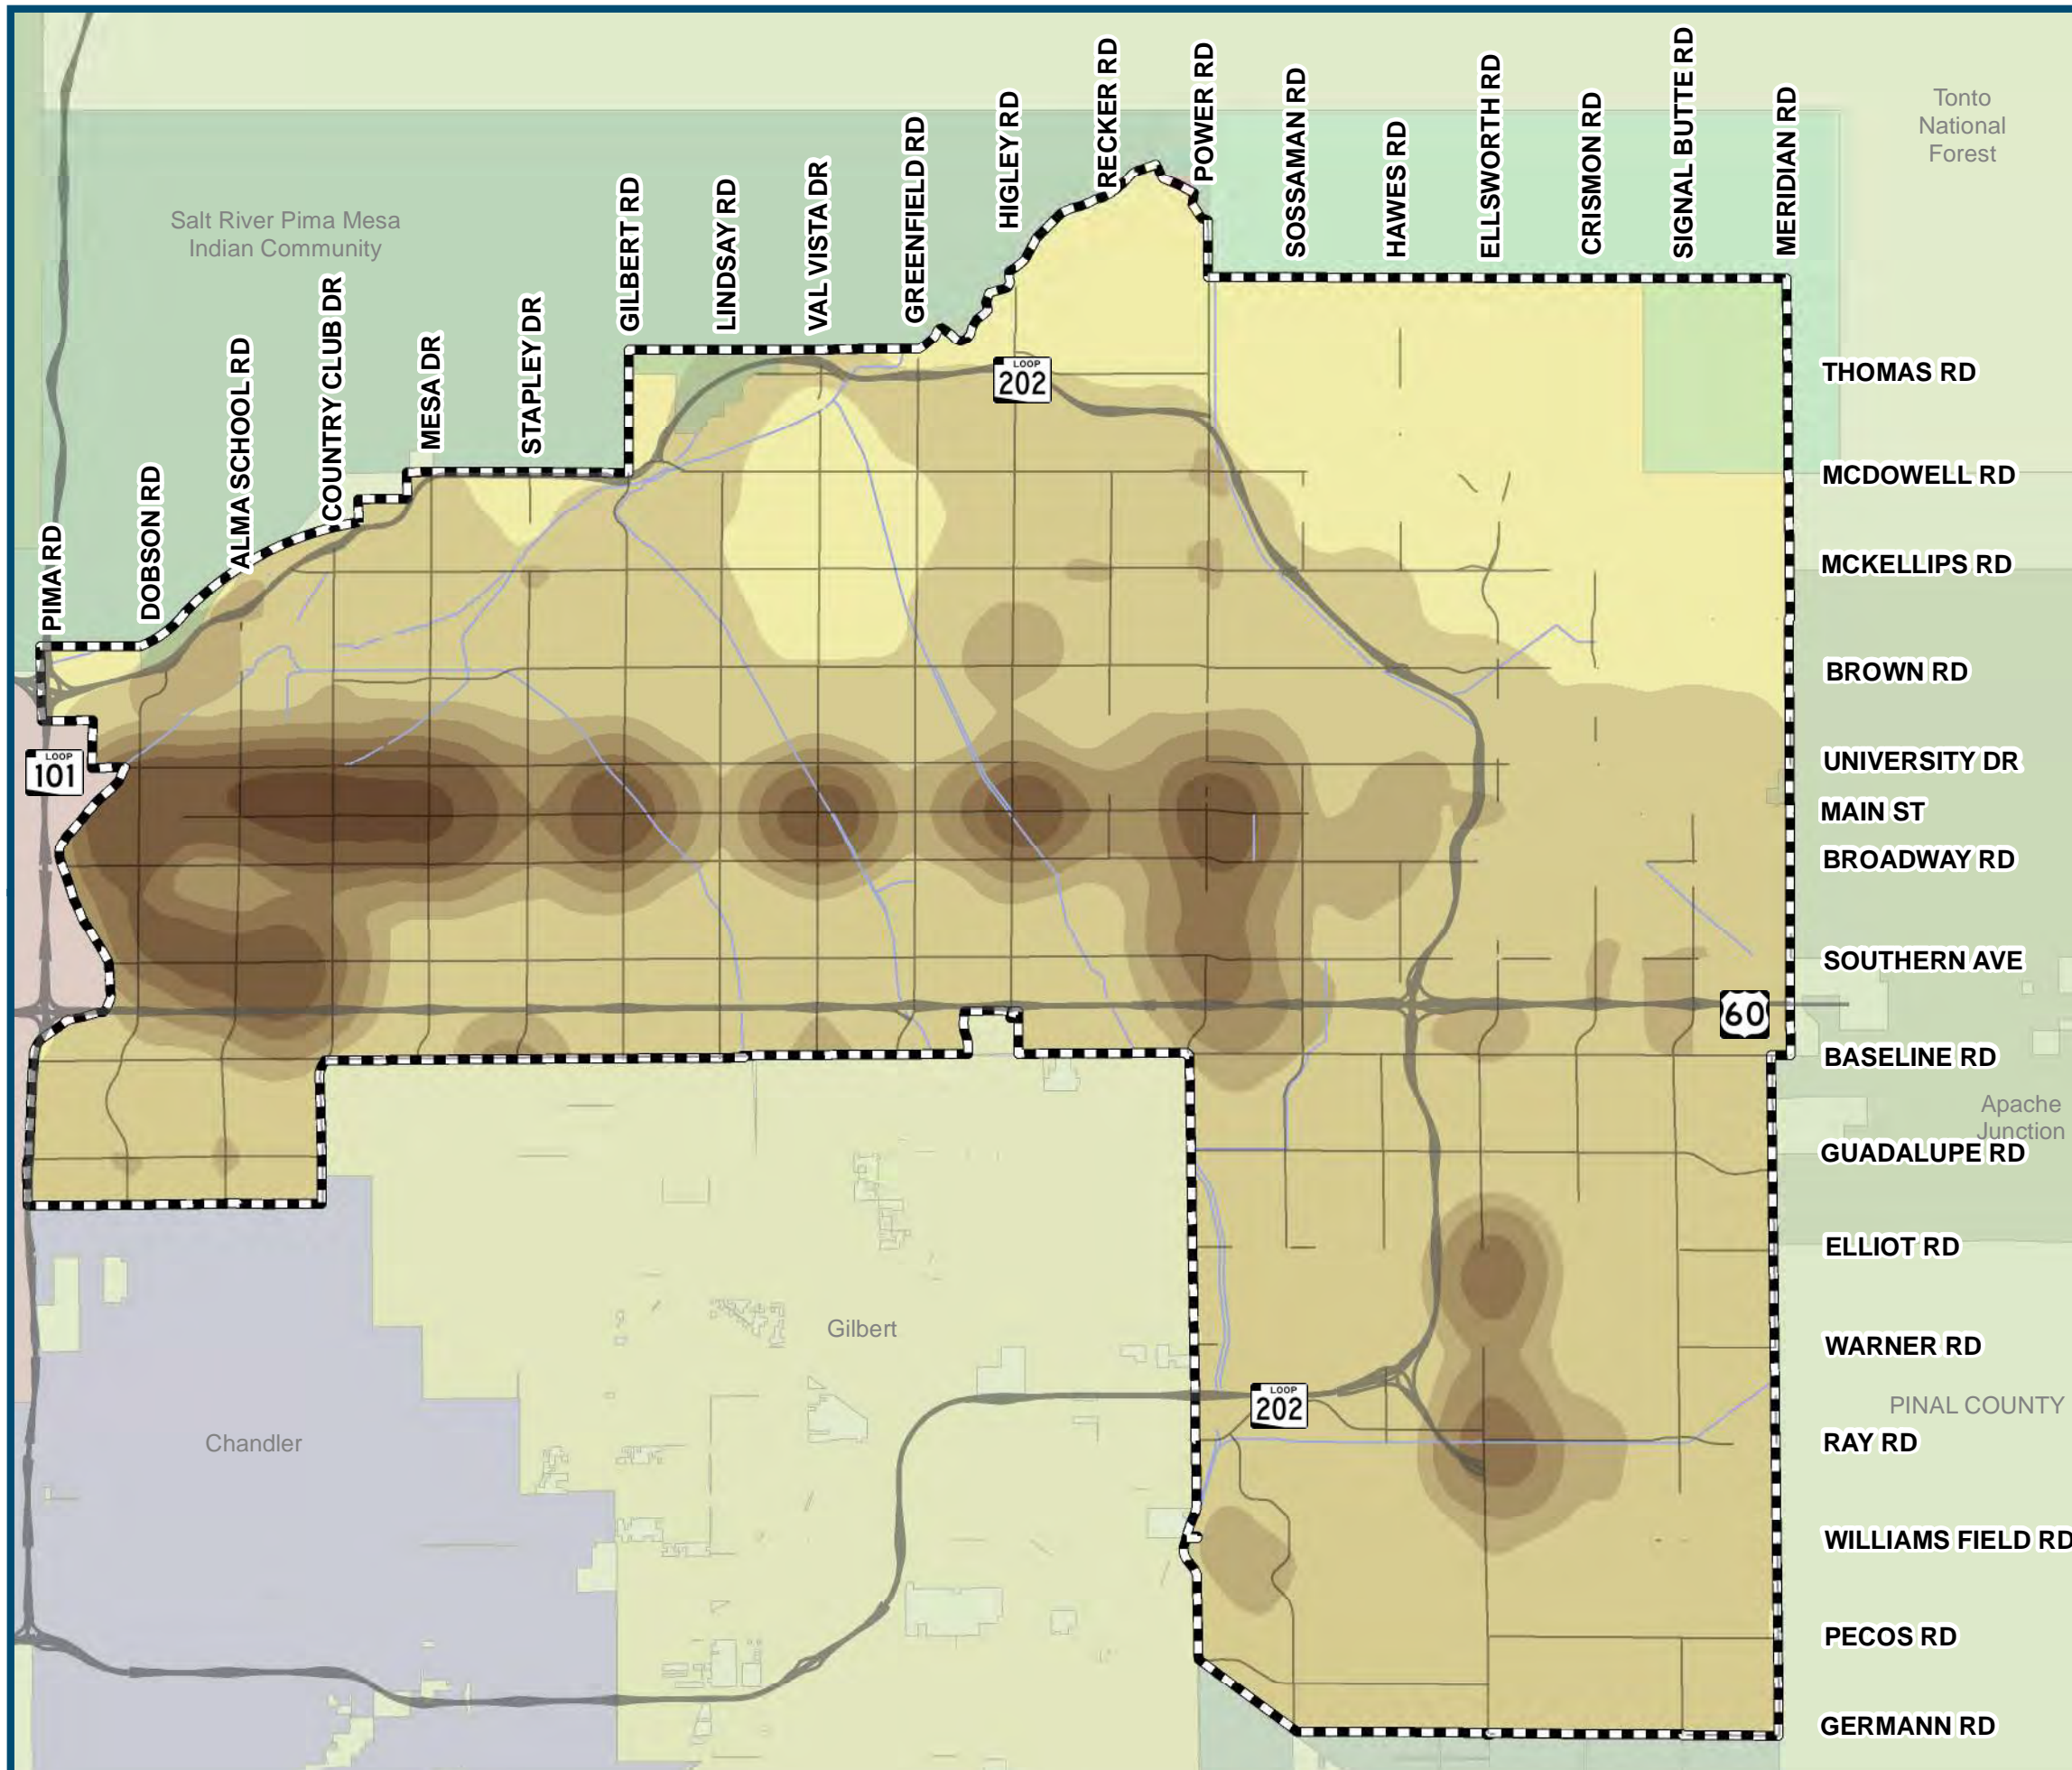 Tonto
National
Forest
Salt River Pima Mesa
Indian Community
PIMA RD
DOBSON RD
ALMA SCHOOL RD
COUNTRY CLUB DR
MESA DR
STAPLEY DR
GILBERT RD
LINDSAY RD
VAL VISTA DR
GREENFIELD RD
HIGLEY RD
RECKER RD
POWER RD
SOSSAMAN RD
HAWES RD
ELLSWORTH RD
CRISMON RD
SIGNAL BUTTE RD
MERIDIAN RD
THOMAS RD
LOOP
202
MCDOWELL RD
MCKELLIPS RD
BROWN RD
UNIVERSITY DR
LOOP
101
MAIN ST
BROADWAY RD
SOUTHERN AVE
60
BASELINE RD
Apache
Junction
GUADALUPE RD
ELLIOT RD
Gilbert
WARNER RD
LOOP
202
PINAL COUNTY
Chandler
RAY RD
WILLIAMS FIELD RD
PECOS RD
GERMANN RD